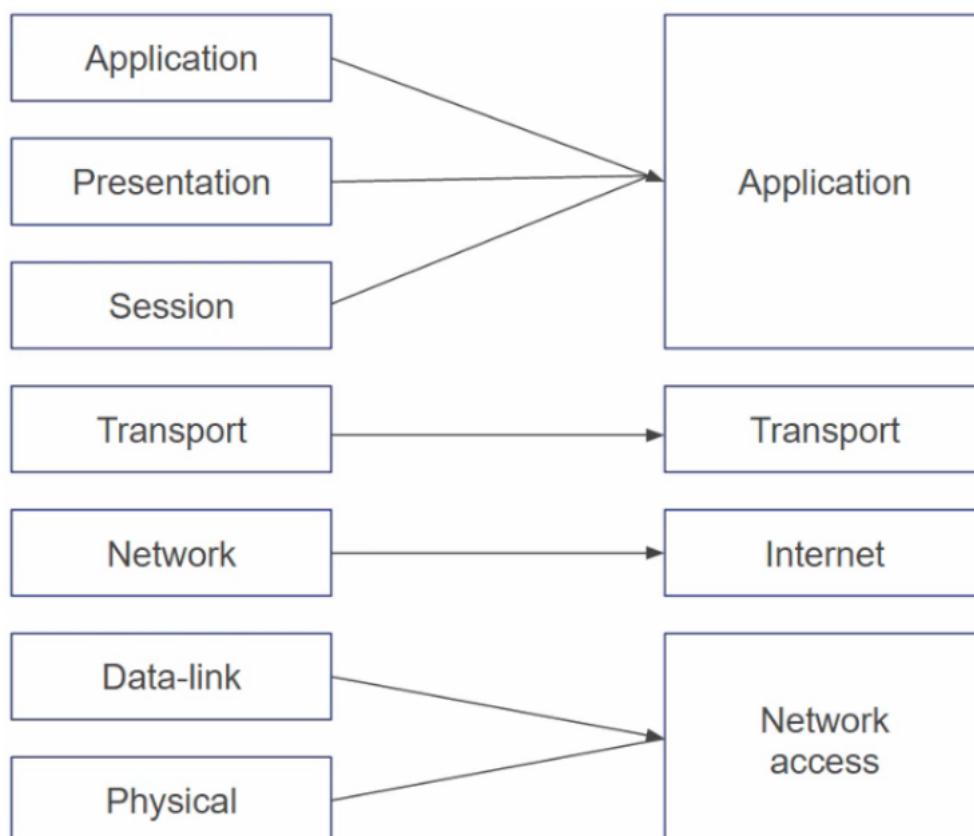 Application
Presentation
Session
Transport
Network
Data-link
Physical
Application
Transport
Internet
Network
access